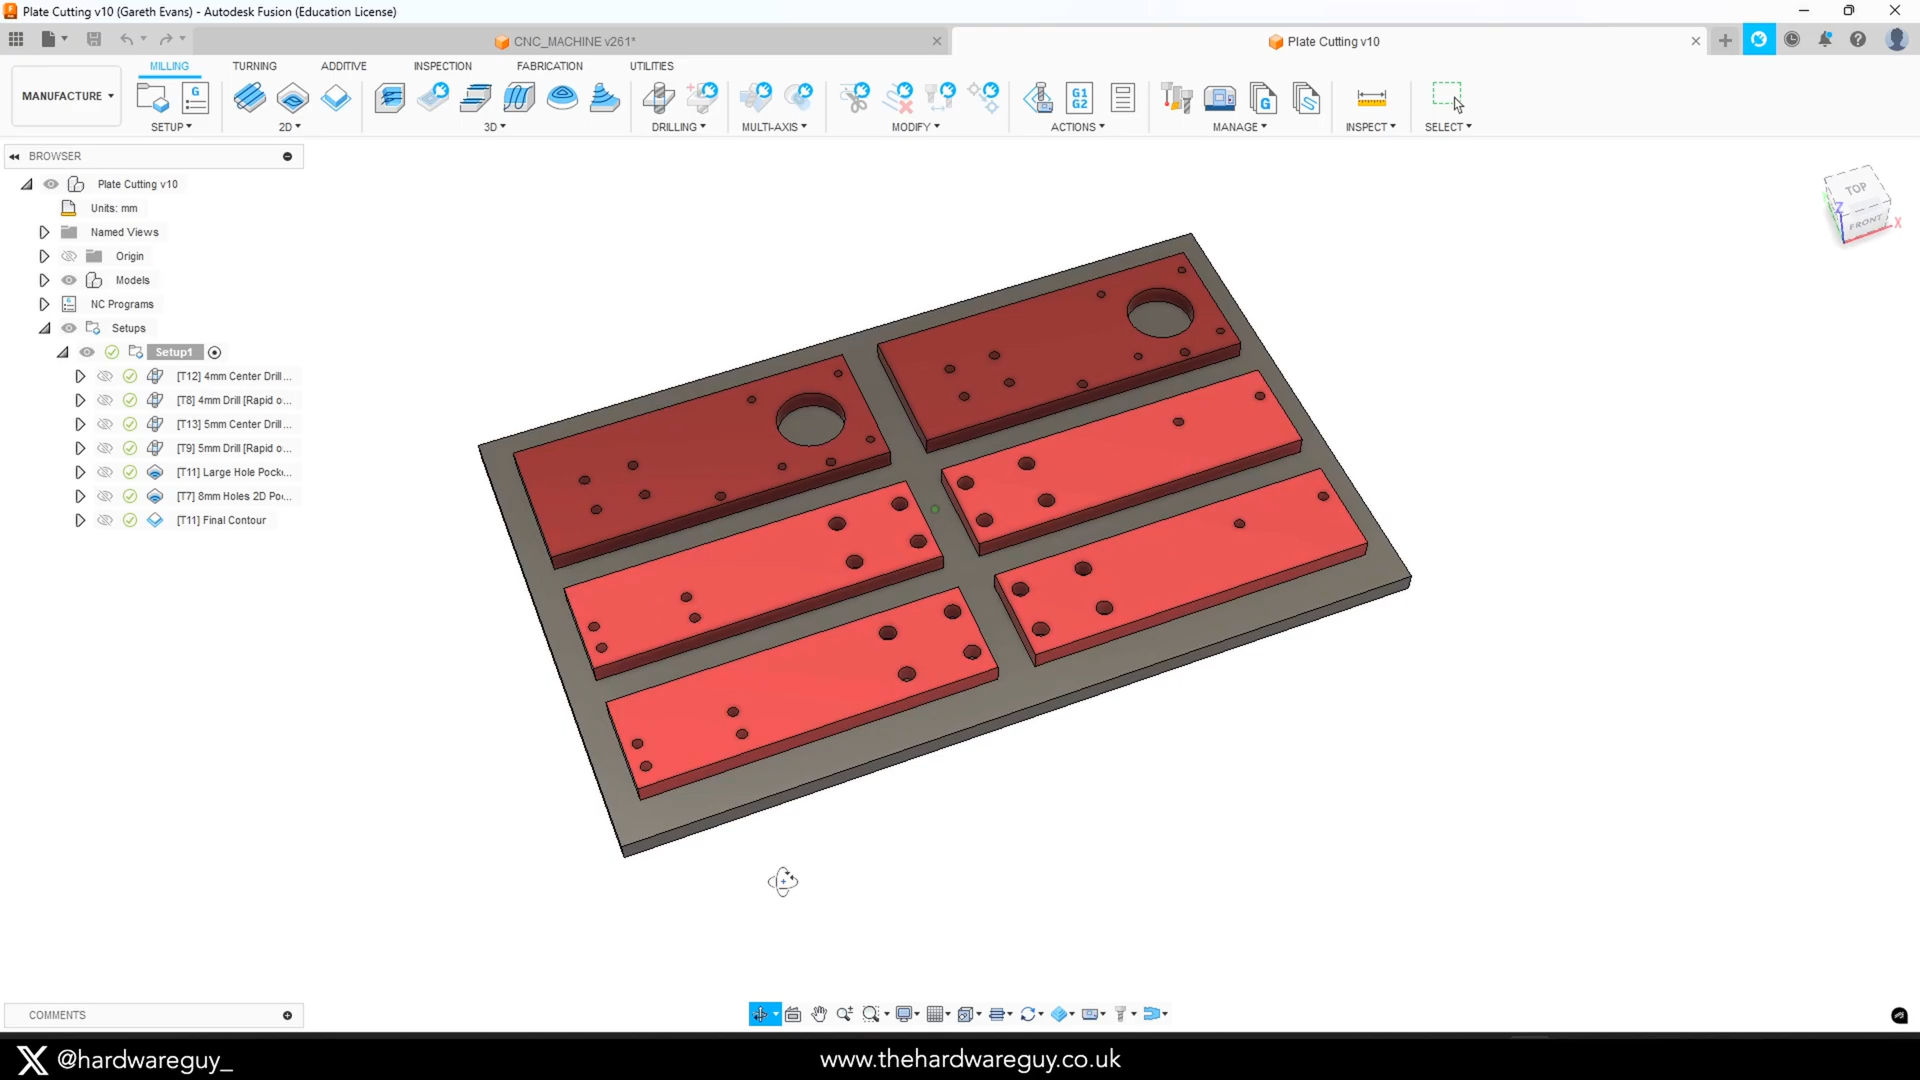 Plate Cutting v10 (Gareth Evans) - Autodesk Fusion (Education License)
CNC_MACHINE v261*
Plate Cutting v10
MILLING
TURNING
ADDITIVE
INSPECTION
FABRICATION
UTILITIES
MANUFACTURE
G
G1
G2
G
SETUP
2D
3D
DRILLING
MULTI-AXIS
MODIFY
ACTIONS
MANAGE
INSPECT
SELECT
BROWSER
TOP
FRONT
Z
X
Plate Cutting v10
Units: mm
Named Views
Origin
Models
NC Programs
Setups
Setup1
[T12] 4mm Center Drill...
[T8] 4mm Drill [Rapid o...
[T13] 5mm Center Drill...
[T9] 5mm Drill [Rapid o...
[T11] Large Hole Pock...
[T7] 8mm Holes 2D Po...
[T11] Final Contour
COMMENTS
@hardwareguy_
www.thehardwareguy.co.uk